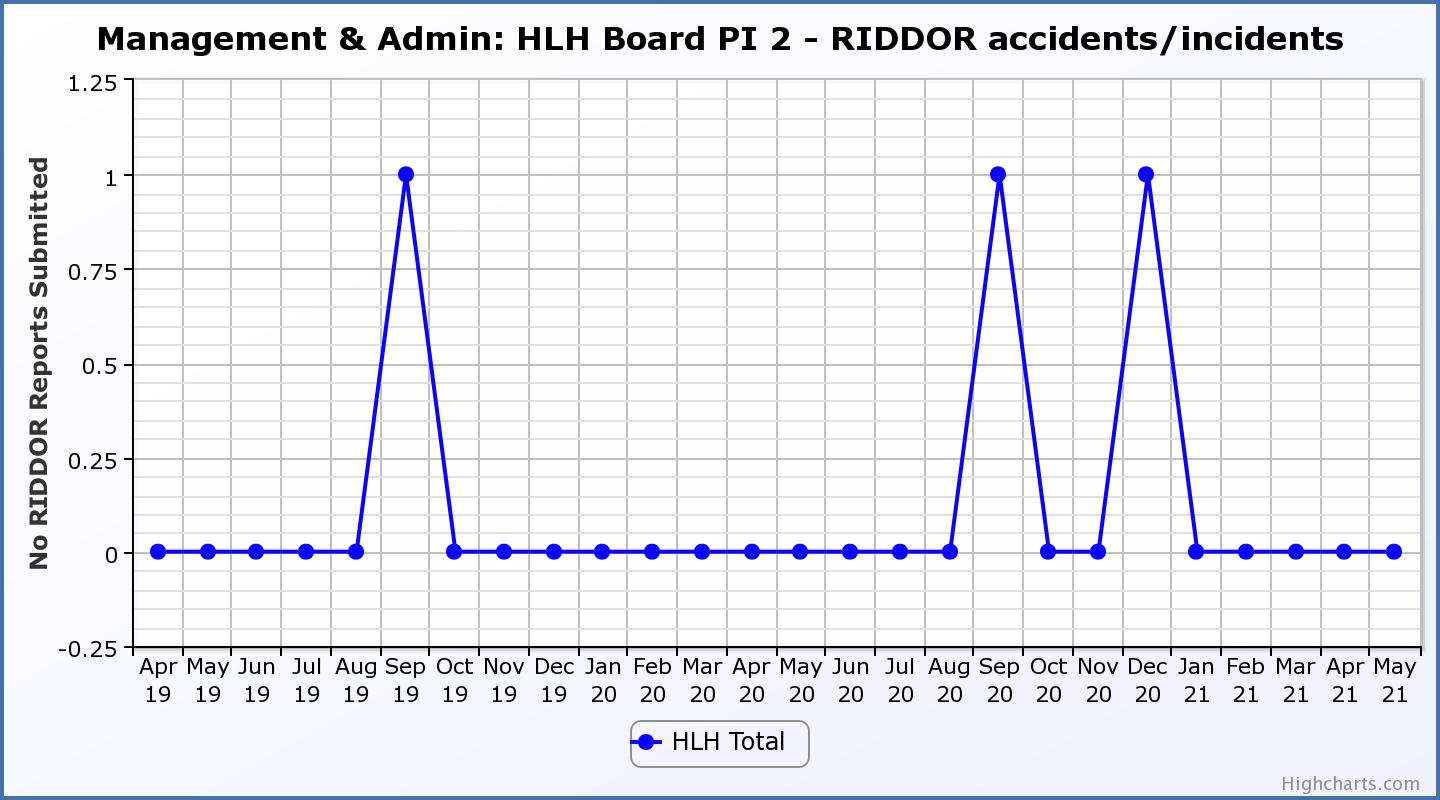 Management & Admin: HLH Board PI 2 - RIDDOR accidents/incidents
No RIDDOR Reports Submitted
1.25
1
0.75
0.5
0.25
0
-0.25
Apr May Jun Jul Aug Sep Oct Nov Dec Jan Feb Mar Apr May Jun Jul Aug Sep Oct Nov Dec Jan Feb Mar Apr May
19 19 19 19 19 19 19 19 19 20 20 20 20 20 20 20 20 20 20 20 20 21 21 21 21 21
HLH Total
Highcharts.com